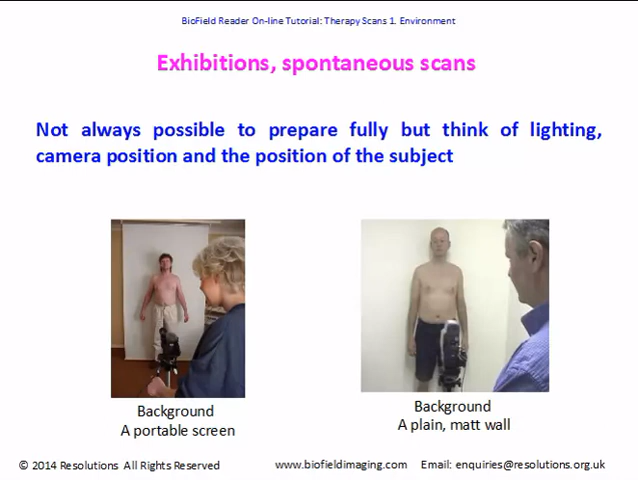 BioField Reader On-line Tutorial: Therapy Scans 1. Environment
Exhibitions, spontaneous scans
Not always possible to prepare fully but think of lighting,
camera position and the position of the subject
Background
A portable screen
Background
A plain, matt wall
© 2014 Resolutions All Rights Reserved www.biofieldimaging.com Email: enquiries@resolutions.org.uk